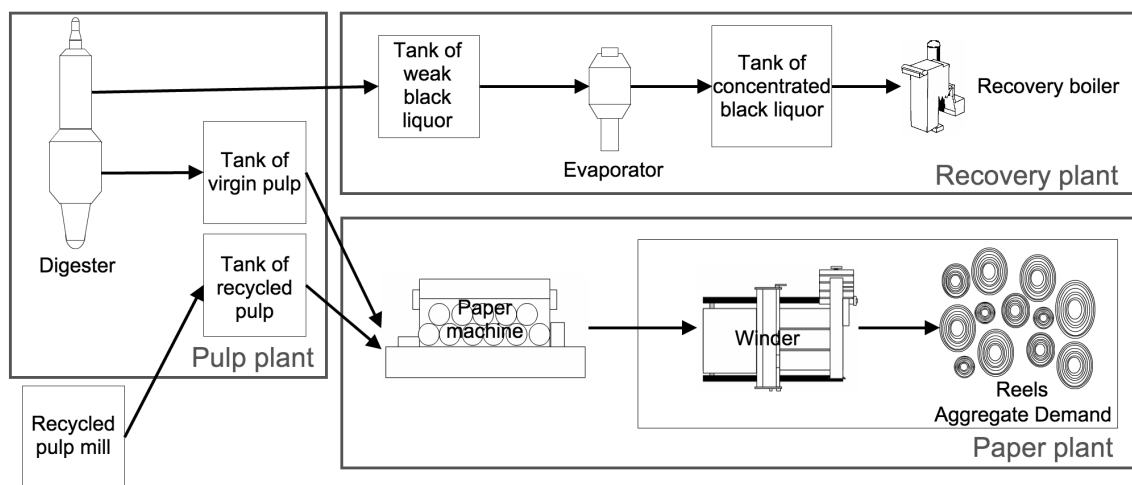 Digester
Tank of
virgin pulp
Tank of
recycled
pulp
Pulp plant
Recycled
pulp mill
Tank of
weak
black
liquor
Evaporator
Tank of
concentrated
black liquor
Recovery boiler
Recovery plant
Paper
machine
Winder
Reels
Aggregate Demand
Paper plant